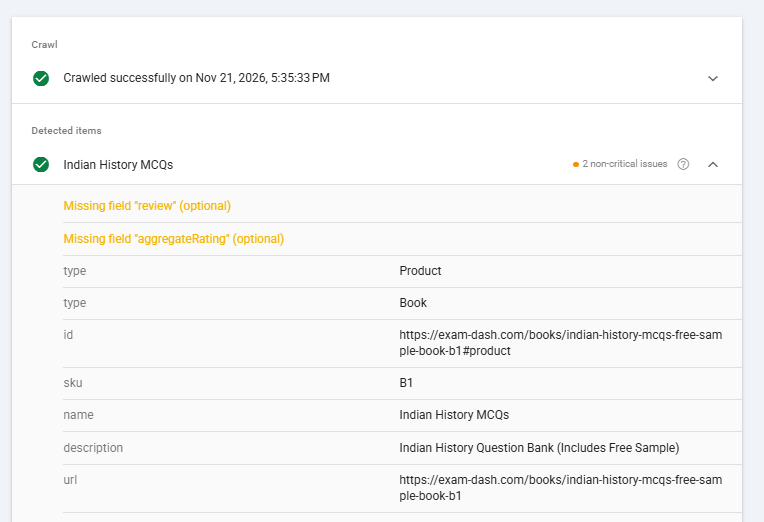 Crawl
Crawled successfully on Nov 21, 2026, 5:35:33 PM
Detected items
Indian History MCQs
2 non-critical issues
Missing field "review" (optional)
Missing field "aggregateRating" (optional)
type Product
type Book
id https://exam-dash.com/books/indian-history-mcqs-free-sam
ple-book-b1#product
sku B1
name Indian History MCQs
description Indian History Question Bank (Includes Free Sample)
url https://exam-dash.com/books/indian-history-mcqs-free-sam
ple-book-b1